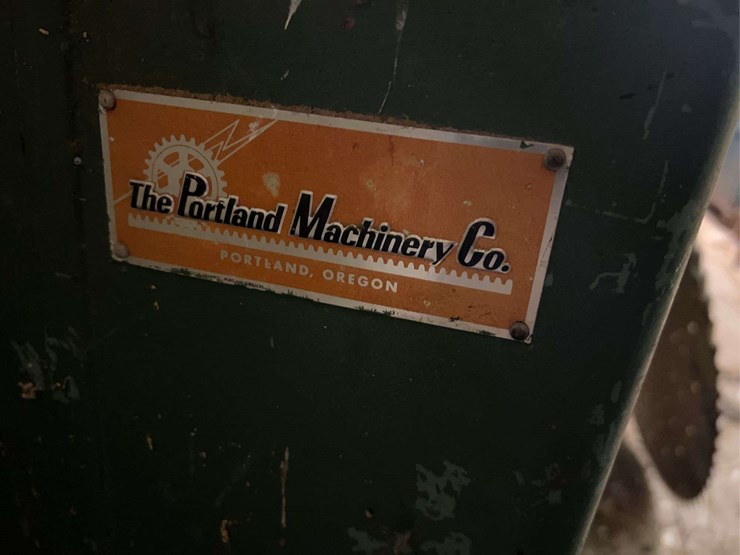 The Portland Machinery Co.
PORTLAND, OREGON